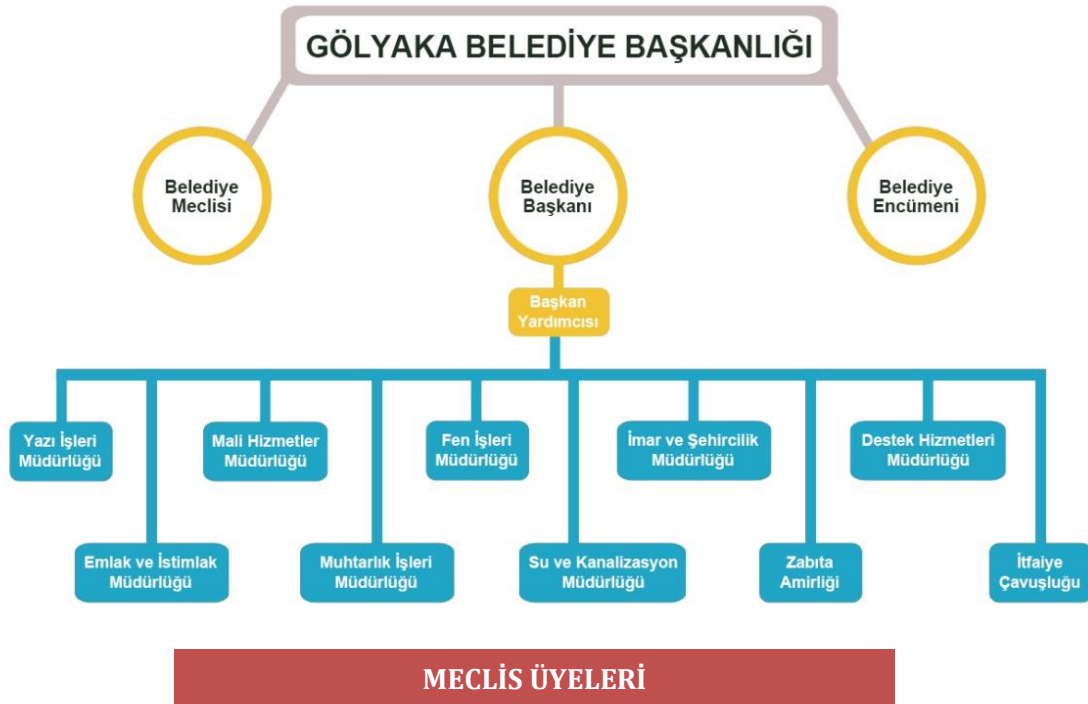 GÖLYAKA BELEDİYE BAŞKANLIĞI
Belediye
Meclisi
Belediye
Başkanı
Belediye
Encümeni
Başkan
Yardımcısı
Yazı İşleri
Müdürlüğü
Mali Hizmetler
Müdürlüğü
Fen İşleri
Müdürlüğü
İmar ve Şehircilik
Müdürlüğü
Destek Hizmetleri
Müdürlüğü
Emlak ve İstimlak
Müdürlüğü
Muhtarlık İşleri
Müdürlüğü
Su ve Kanalizasyon
Müdürlüğü
Zabıta
Amirliği
İtfaiye
Çavuşluğu
MECLİS ÜYELERİ